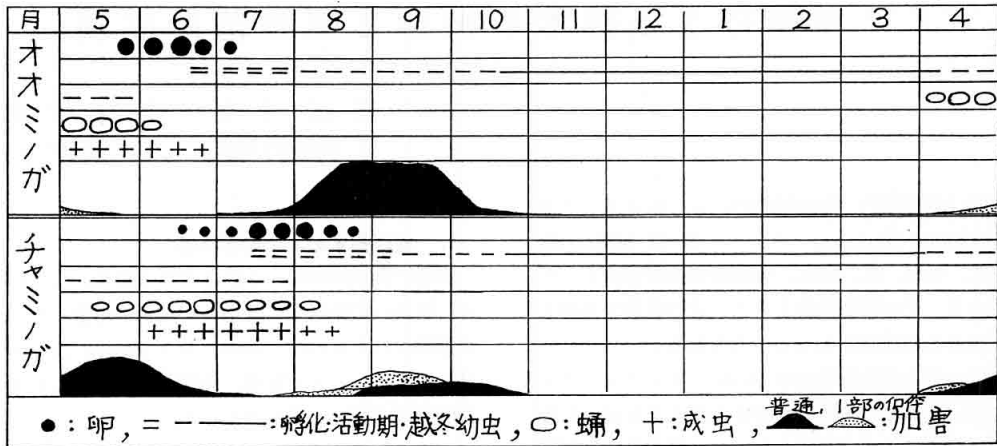 月 5 6 7 8 9 10 11 12 1 2 3 4
オオミノガ
チャミノガ
普通, 1部の個体
●: 卵, = — ——: 孵化・活動期・越冬幼虫, ○: 蛹, +: 成虫, : 加害